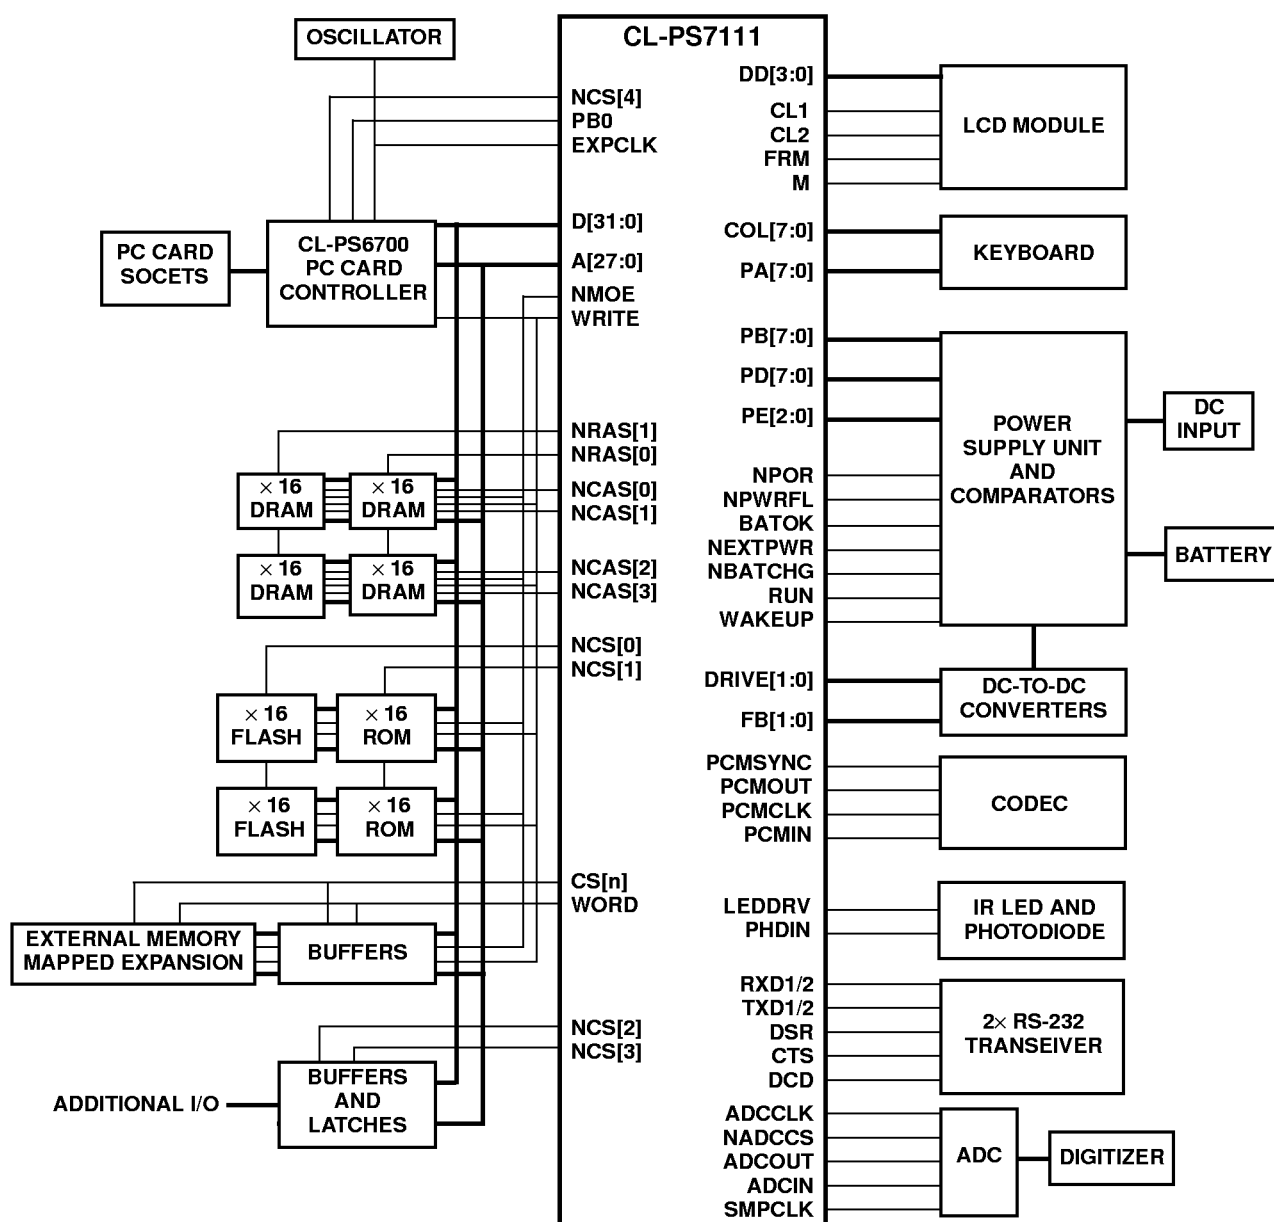 CL-PS7111
OSCILLATOR
NCS[4]
PB0
EXPCLK
D[31:0]
A[27:0]
NMOE
WRITE
PC CARD
SOCETS
CL-PS6700
PC CARD
CONTROLLER
NRAS[1]
NRAS[0]
NCAS[0]
NCAS[1]
NCAS[2]
NCAS[3]
× 16
DRAM
× 16
DRAM
× 16
DRAM
× 16
DRAM
NCS[0]
NCS[1]
× 16
FLASH
× 16
ROM
× 16
FLASH
× 16
ROM
CS[n]
WORD
EXTERNAL MEMORY
MAPPED EXPANSION
BUFFERS
NCS[2]
NCS[3]
ADDITIONAL I/O
BUFFERS
AND
LATCHES
DD[3:0]
CL1
CL2
FRM
M
LCD MODULE
COL[7:0]
PA[7:0]
KEYBOARD
PB[7:0]
PD[7:0]
PE[2:0]
NPOR
NPWRFL
BATOK
NEXTPWR
NBATCHG
RUN
WAKEUP
POWER
SUPPLY UNIT
AND
COMPARATORS
DC
INPUT
BATTERY
DRIVE[1:0]
FB[1:0]
DC-TO-DC
CONVERTERS
PCMSYNC
PCMOUT
PCMCLK
PCMIN
CODEC
LEDDRV
PHDIN
IR LED AND
PHOTODIODE
RXD1/2
TXD1/2
DSR
CTS
DCD
2× RS-232
TRANSEIVER
ADCCLK
NADCCS
ADCOUT
ADCIN
SMPCLK
ADC
DIGITIZER